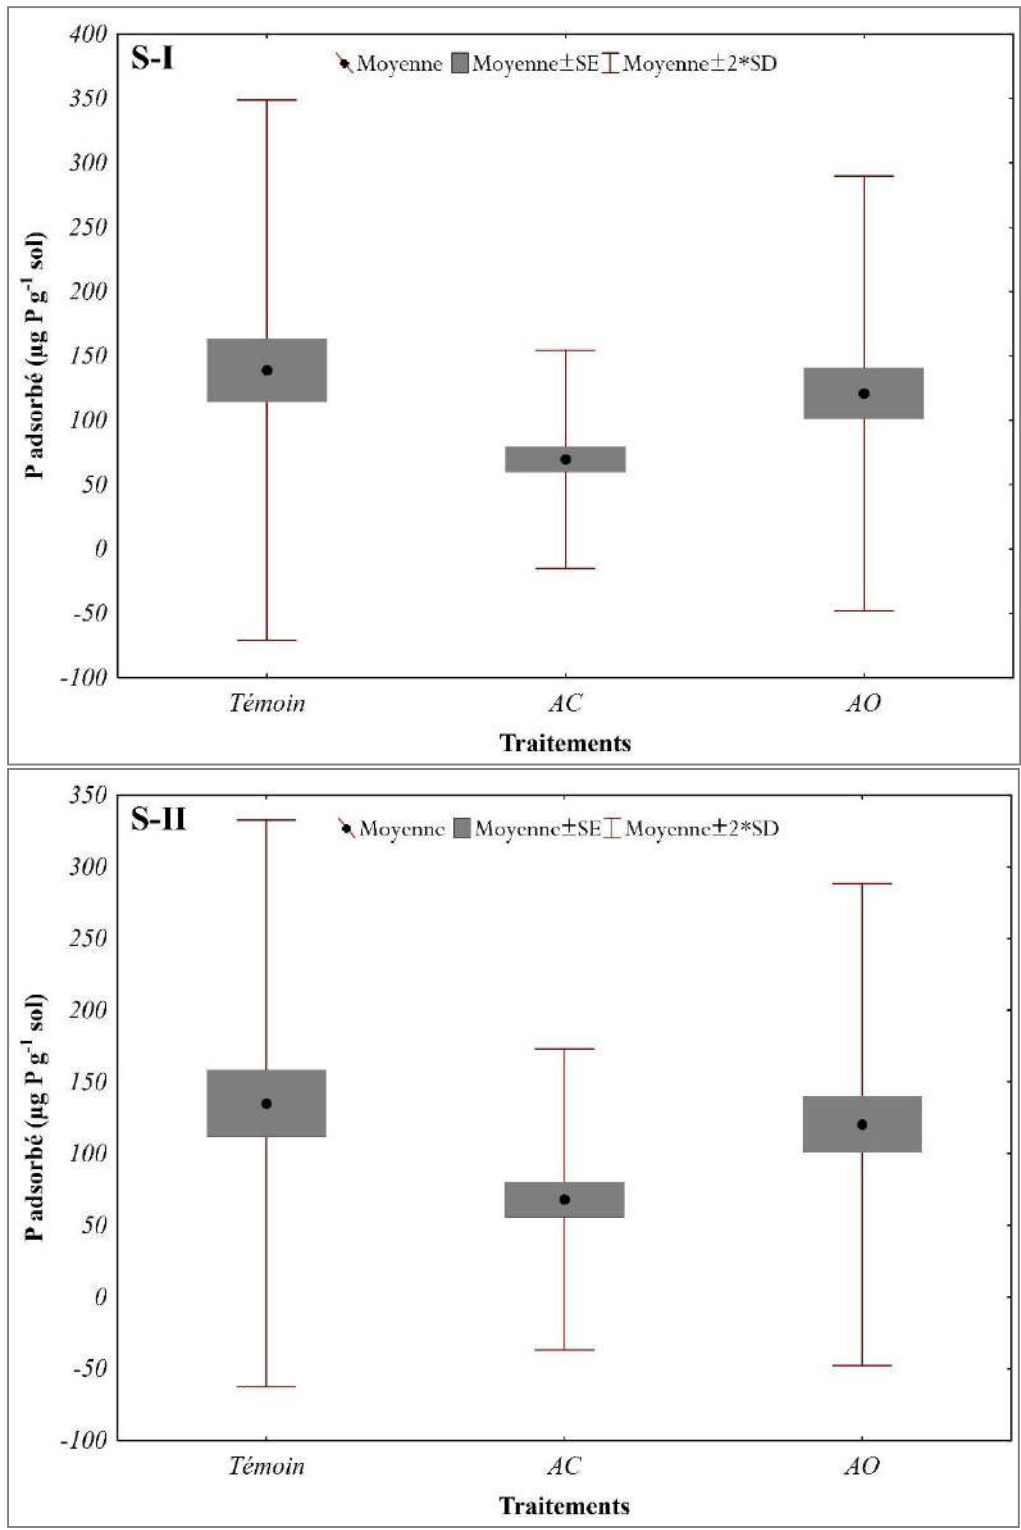 S-I
Moyenne Moyenne±SE Moyenne±2*SD
400
350
300
250
200
150
100
50
0
-50
-100
P adsorbé (µg P g⁻¹ sol)
Témoin AC AO
Traitements
S-II
Moyenne Moyenne±SE Moyenne±2*SD
350
300
250
200
150
100
50
0
-50
-100
P adsorbé (µg P g⁻¹ sol)
Témoin AC AO
Traitements